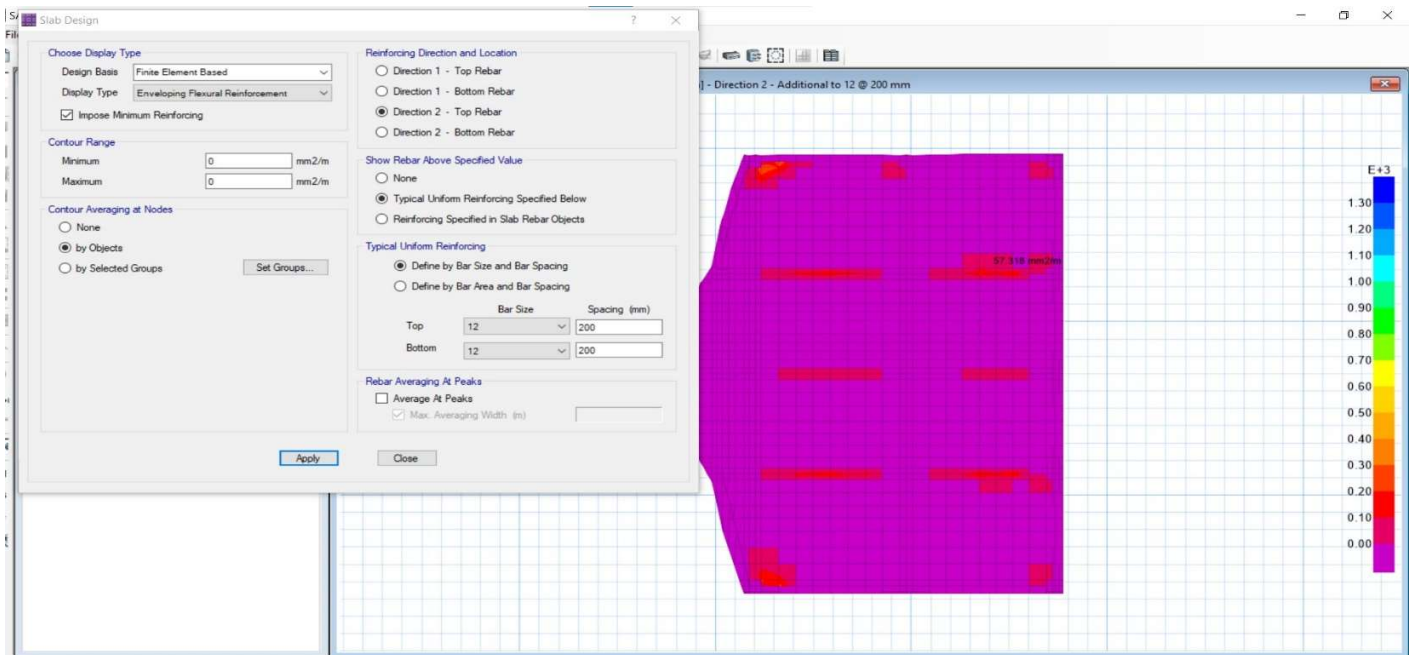 Slab Design
?
Choose Display Type
Design Basis Finite Element Based
Display Type Enveloping Flexural Reinforcement
Impose Minimum Reinforcing
Contour Range
Minimum 0 mm2/m
Maximum 0 mm2/m
Contour Averaging at Nodes
None
by Objects
by Selected Groups Set Groups...
Reinforcing Direction and Location
Direction 1 - Top Rebar
Direction 1 - Bottom Rebar
Direction 2 - Top Rebar
Direction 2 - Bottom Rebar
Show Rebar Above Specified Value
None
Typical Uniform Reinforcing Specified Below
Reinforcing Specified in Slab Rebar Objects
Typical Uniform Reinforcing
Define by Bar Size and Bar Spacing
Define by Bar Area and Bar Spacing
Bar Size Spacing (mm)
Top 12 200
Bottom 12 200
Rebar Averaging At Peaks
Average At Peaks
Max. Averaging Width (m)
Apply Close
] - Direction 2 - Additional to 12 @ 200 mm
57.318 mm2/m
E+3
1.30
1.20
1.10
1.00
0.90
0.80
0.70
0.60
0.50
0.40
0.30
0.20
0.10
0.00